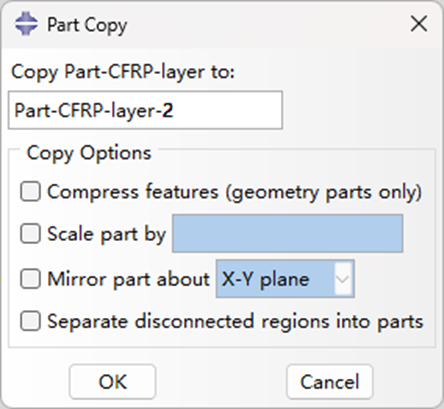 Part Copy
Copy Part-CFRP-layer to:
Part-CFRP-layer-2
Copy Options
Compress features (geometry parts only)
Scale part by
Mirror part about X-Y plane
Separate disconnected regions into parts
OK Cancel